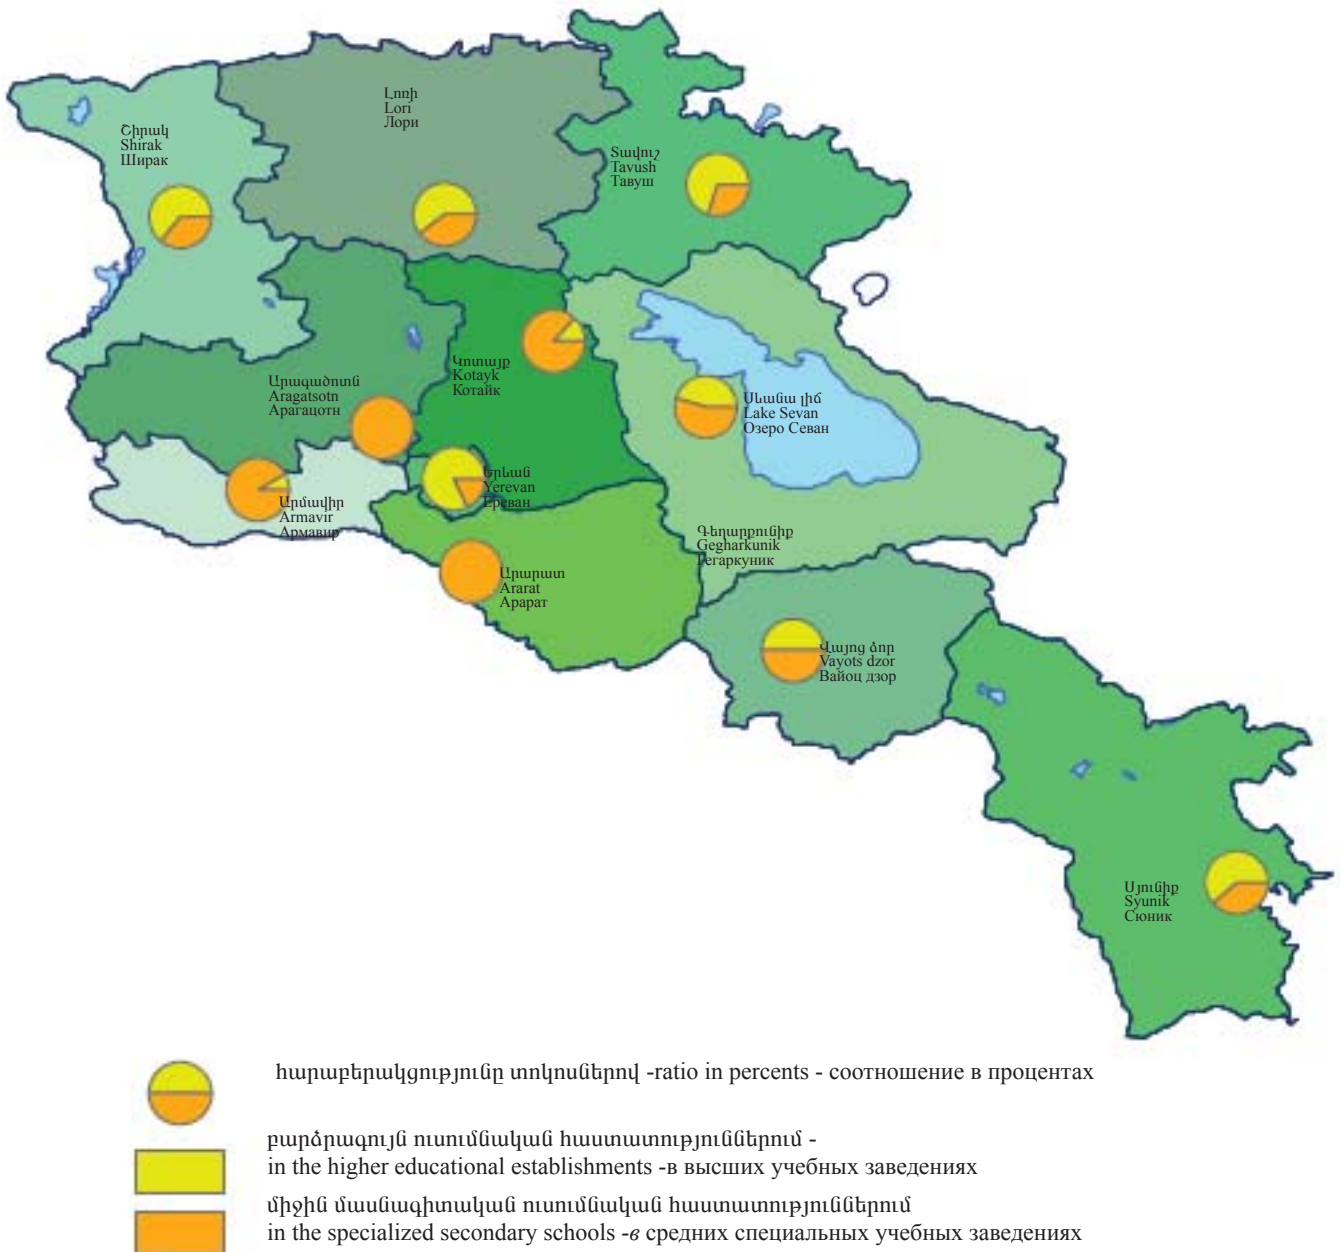 Շիրակ
Shirak
Ширак
Լոռի
Lori
Лори
Տավուշ
Tavush
Тавуш
Արագածոտն
Aragatsotn
Арагацотн
Կոտայք
Kotayk
Котайк
Սևանա լիճ
Lake Sevan
Озеро Севан
Երևան
Yerevan
Ереван
Արմավիր
Armavir
Армавир
Գեղարքունիք
Gegharkunik
Гегаркуник
Արարատ
Ararat
Арарат
Վայոց ձոր
Vayots dzor
Вайоц дзор
Սյունիք
Syunik
Сюник
հարաբերակցությունը տոկոսներով -ratio in percents - соотношение в процентах
բարձրագույն ուսումնական հաստատություններում -
in the higher educational establishments -в высших учебных заведениях
միջին մասնագիտական ուսումնական հաստատություններում
in the specialized secondary schools -в средних специальных учебных заведениях